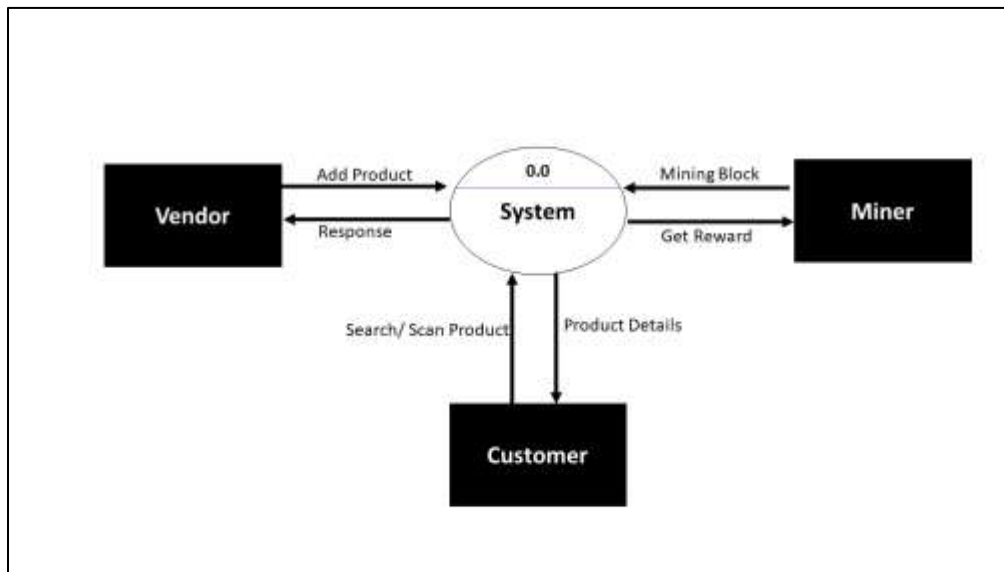 0.0
Add Product
Mining Block
Vendor
System
Miner
Response
Get Reward
Search/ Scan Product
Product Details
Customer